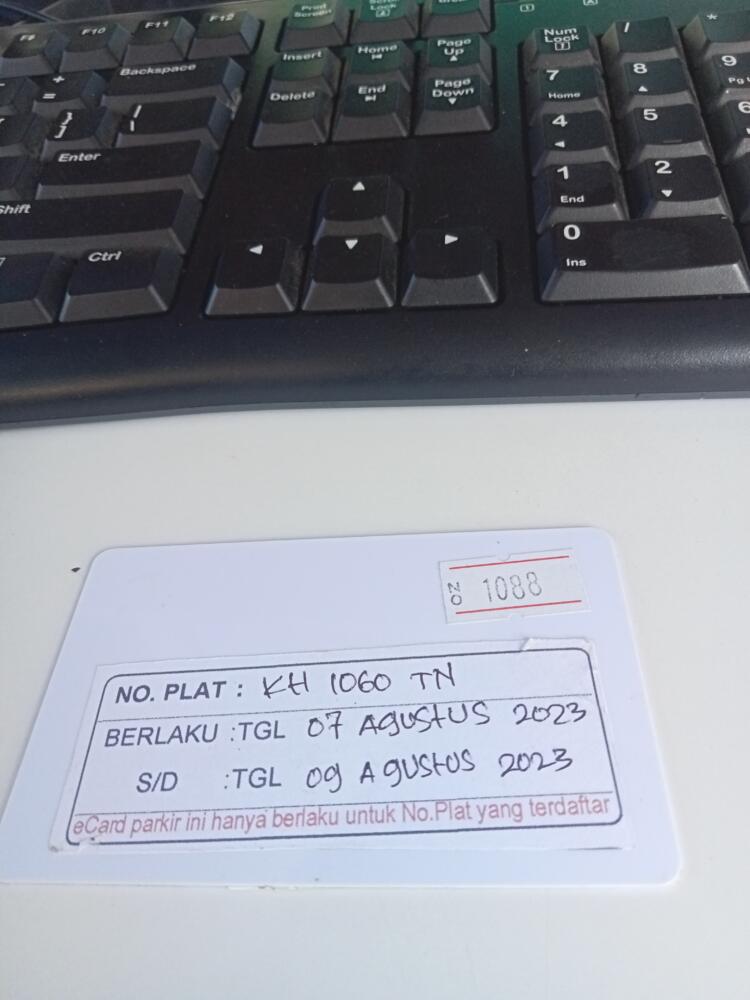 F9 F10 F11 F12
Print Screen Scroll Lock
Backspace Insert Home Page Up
Delete End Page Down
Enter
Shift
Ctrl
Num Lock / *
7 Home 8 9
4 5 6
1 End 2
0 Ins
NO 1088
NO. PLAT : KH 1060 TN
BERLAKU :TGL 07 AGUSTUS 2023
S/D :TGL 09 AGUSTUS 2023
eCard parkir ini hanya berlaku untuk No.Plat yang terdaftar